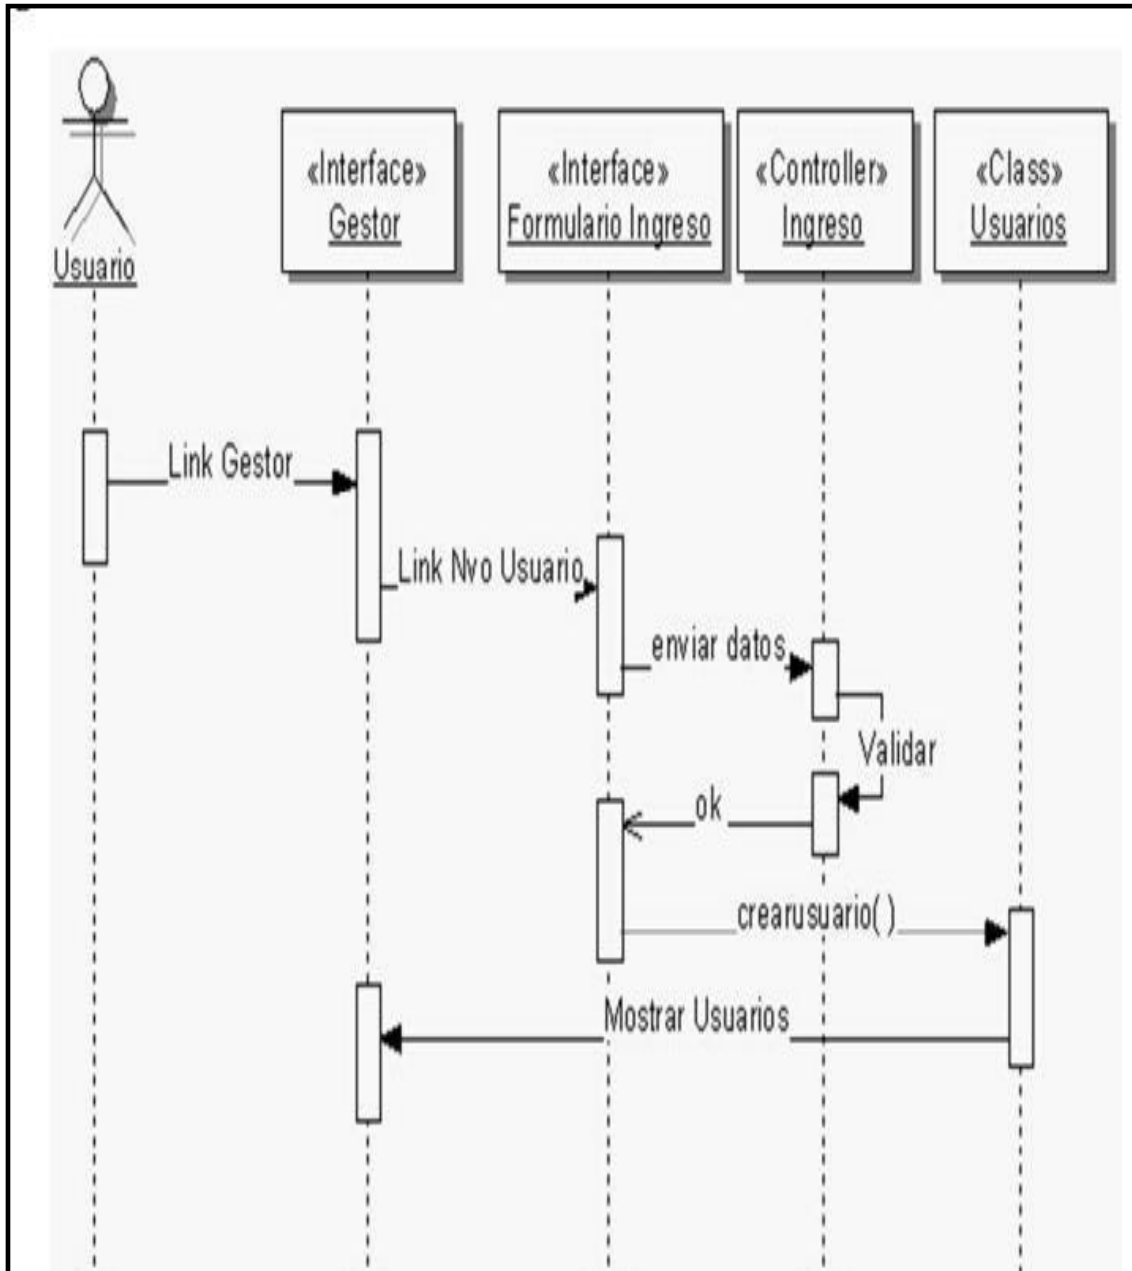 «Interface»
Gestor
«Interface»
Formulario Ingreso
«Controller»
Ingreso
«Class»
Usuarios
Usuario
Link Gestor
Link Nvo Usuario
enviar datos
Validar
ok
crearusuario( )
Mostrar Usuarios